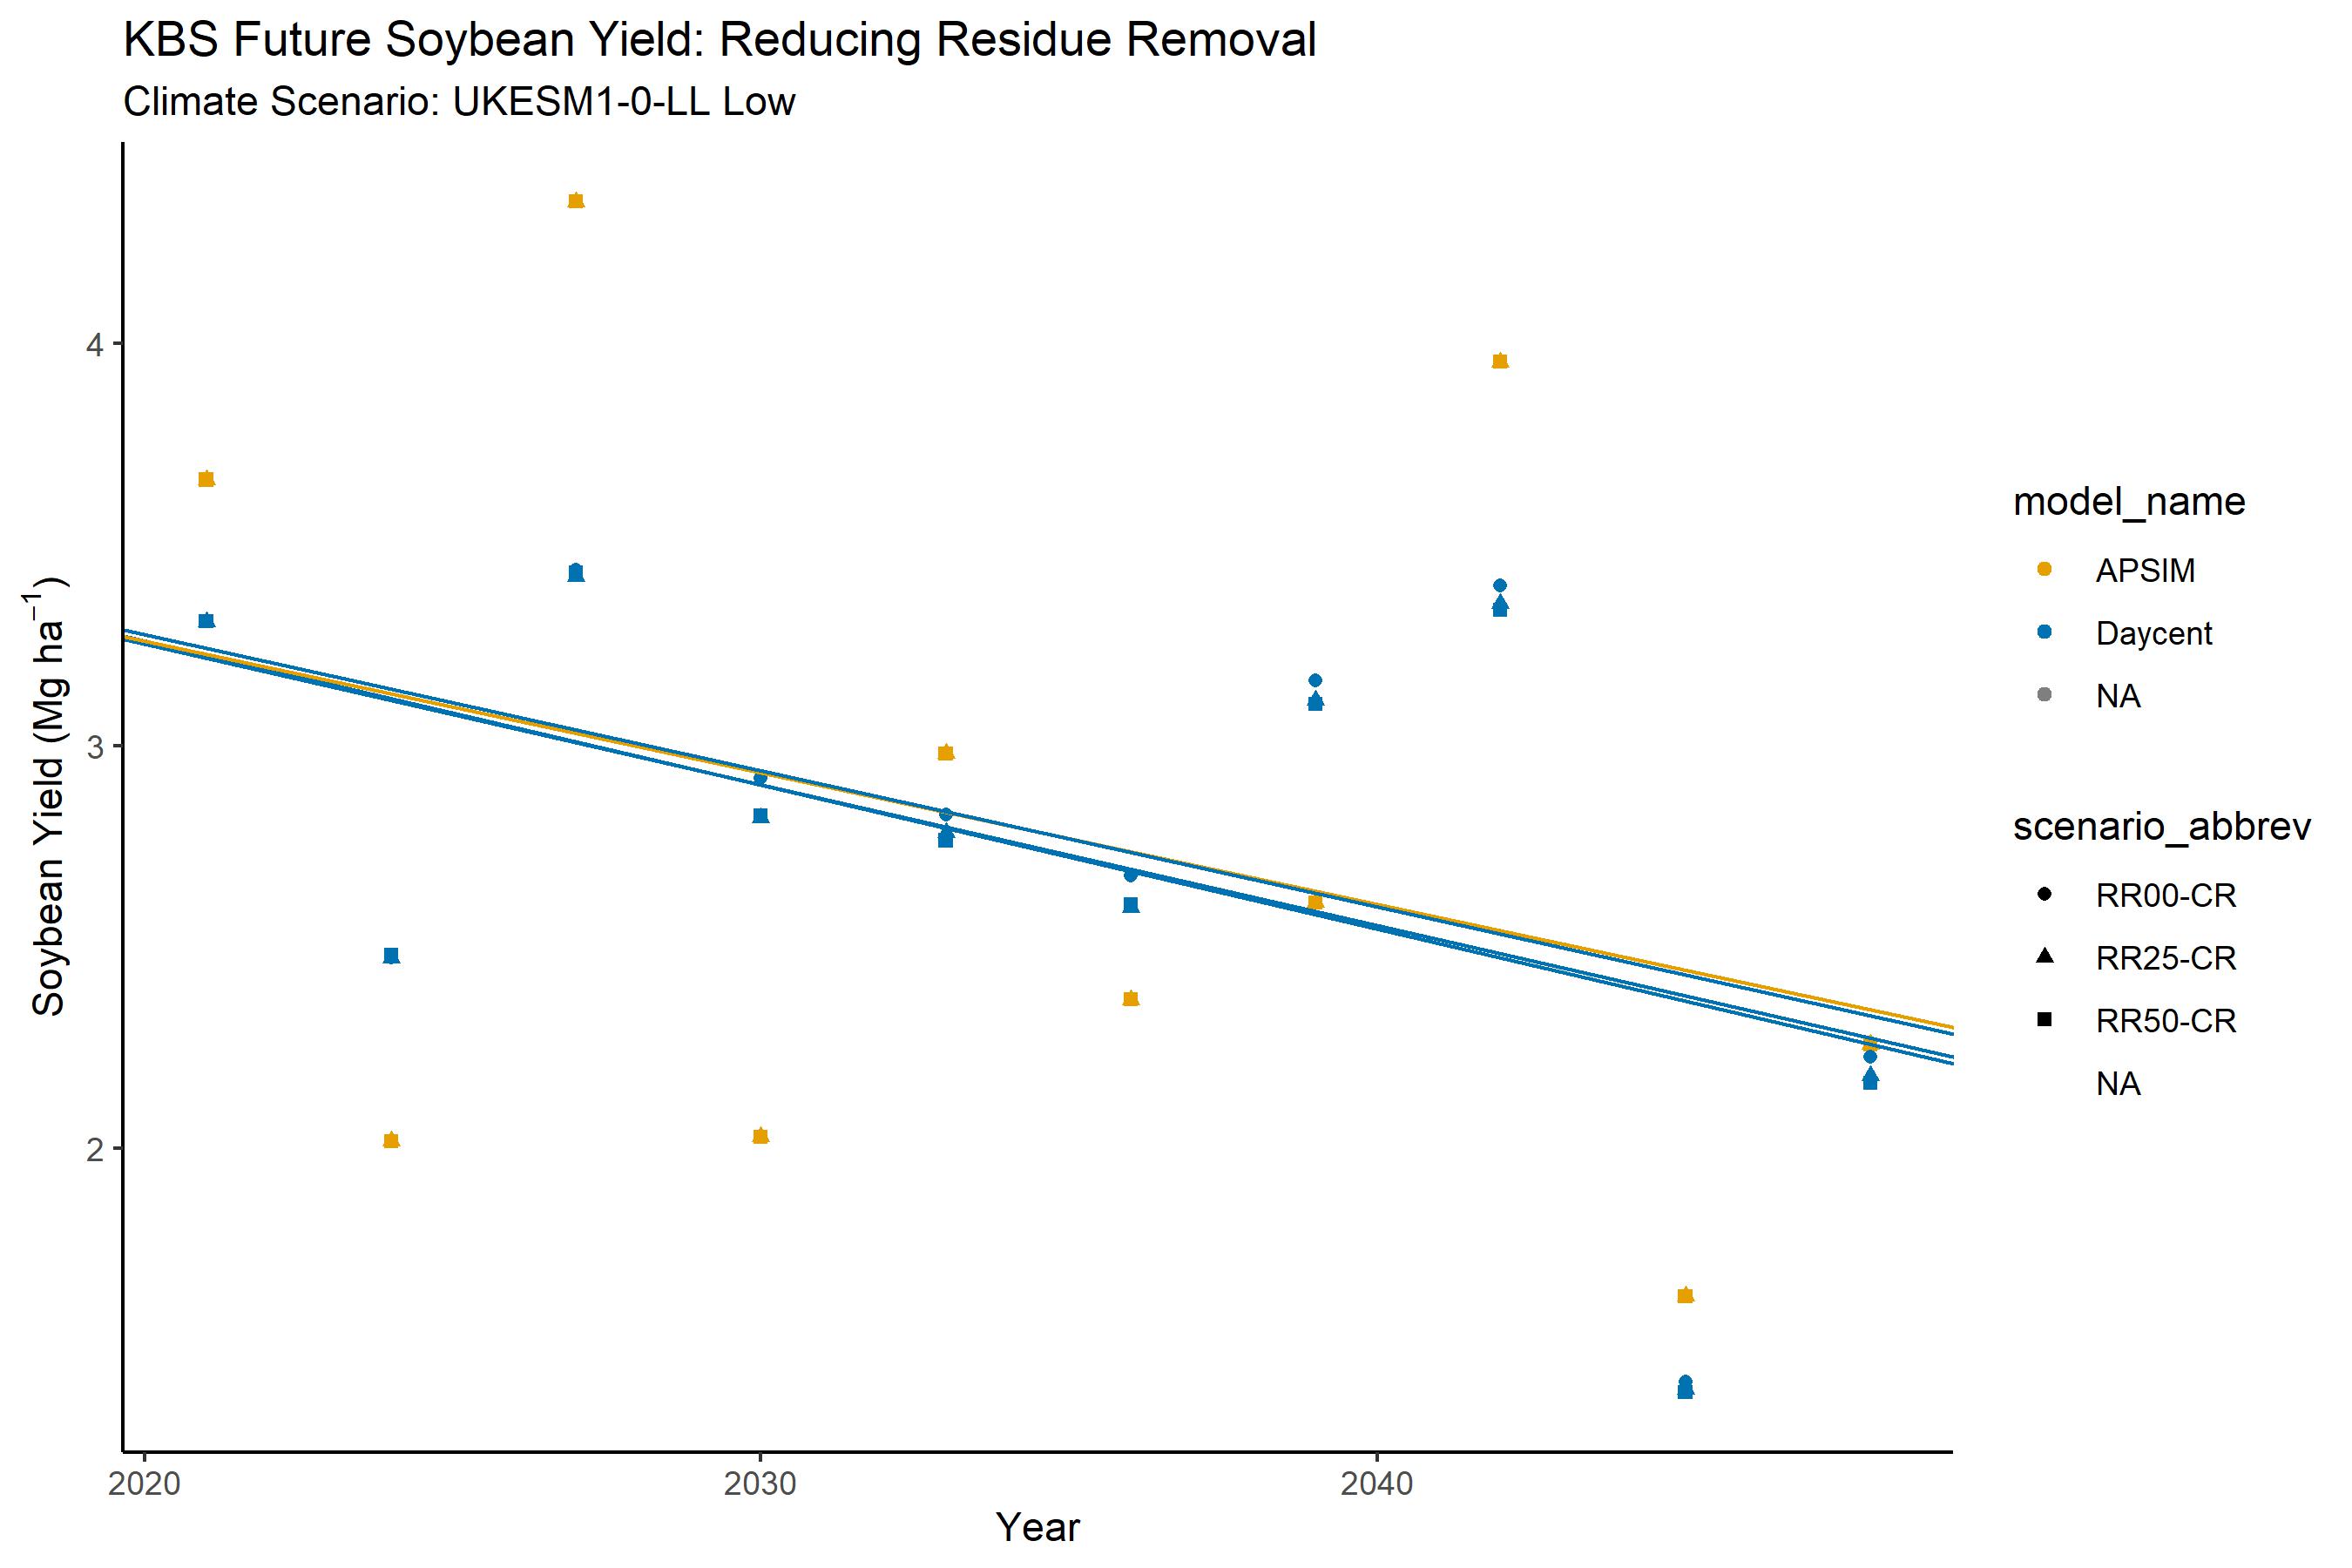 KBS Future Soybean Yield: Reducing Residue Removal
Climate Scenario: UKESM1-0-LL Low
Soybean Yield (Mg ha⁻¹)
4
3
2
2020
2030
2040
Year
model_name
APSIM
Daycent
NA
scenario_abbrev
RR00-CR
RR25-CR
RR50-CR
NA